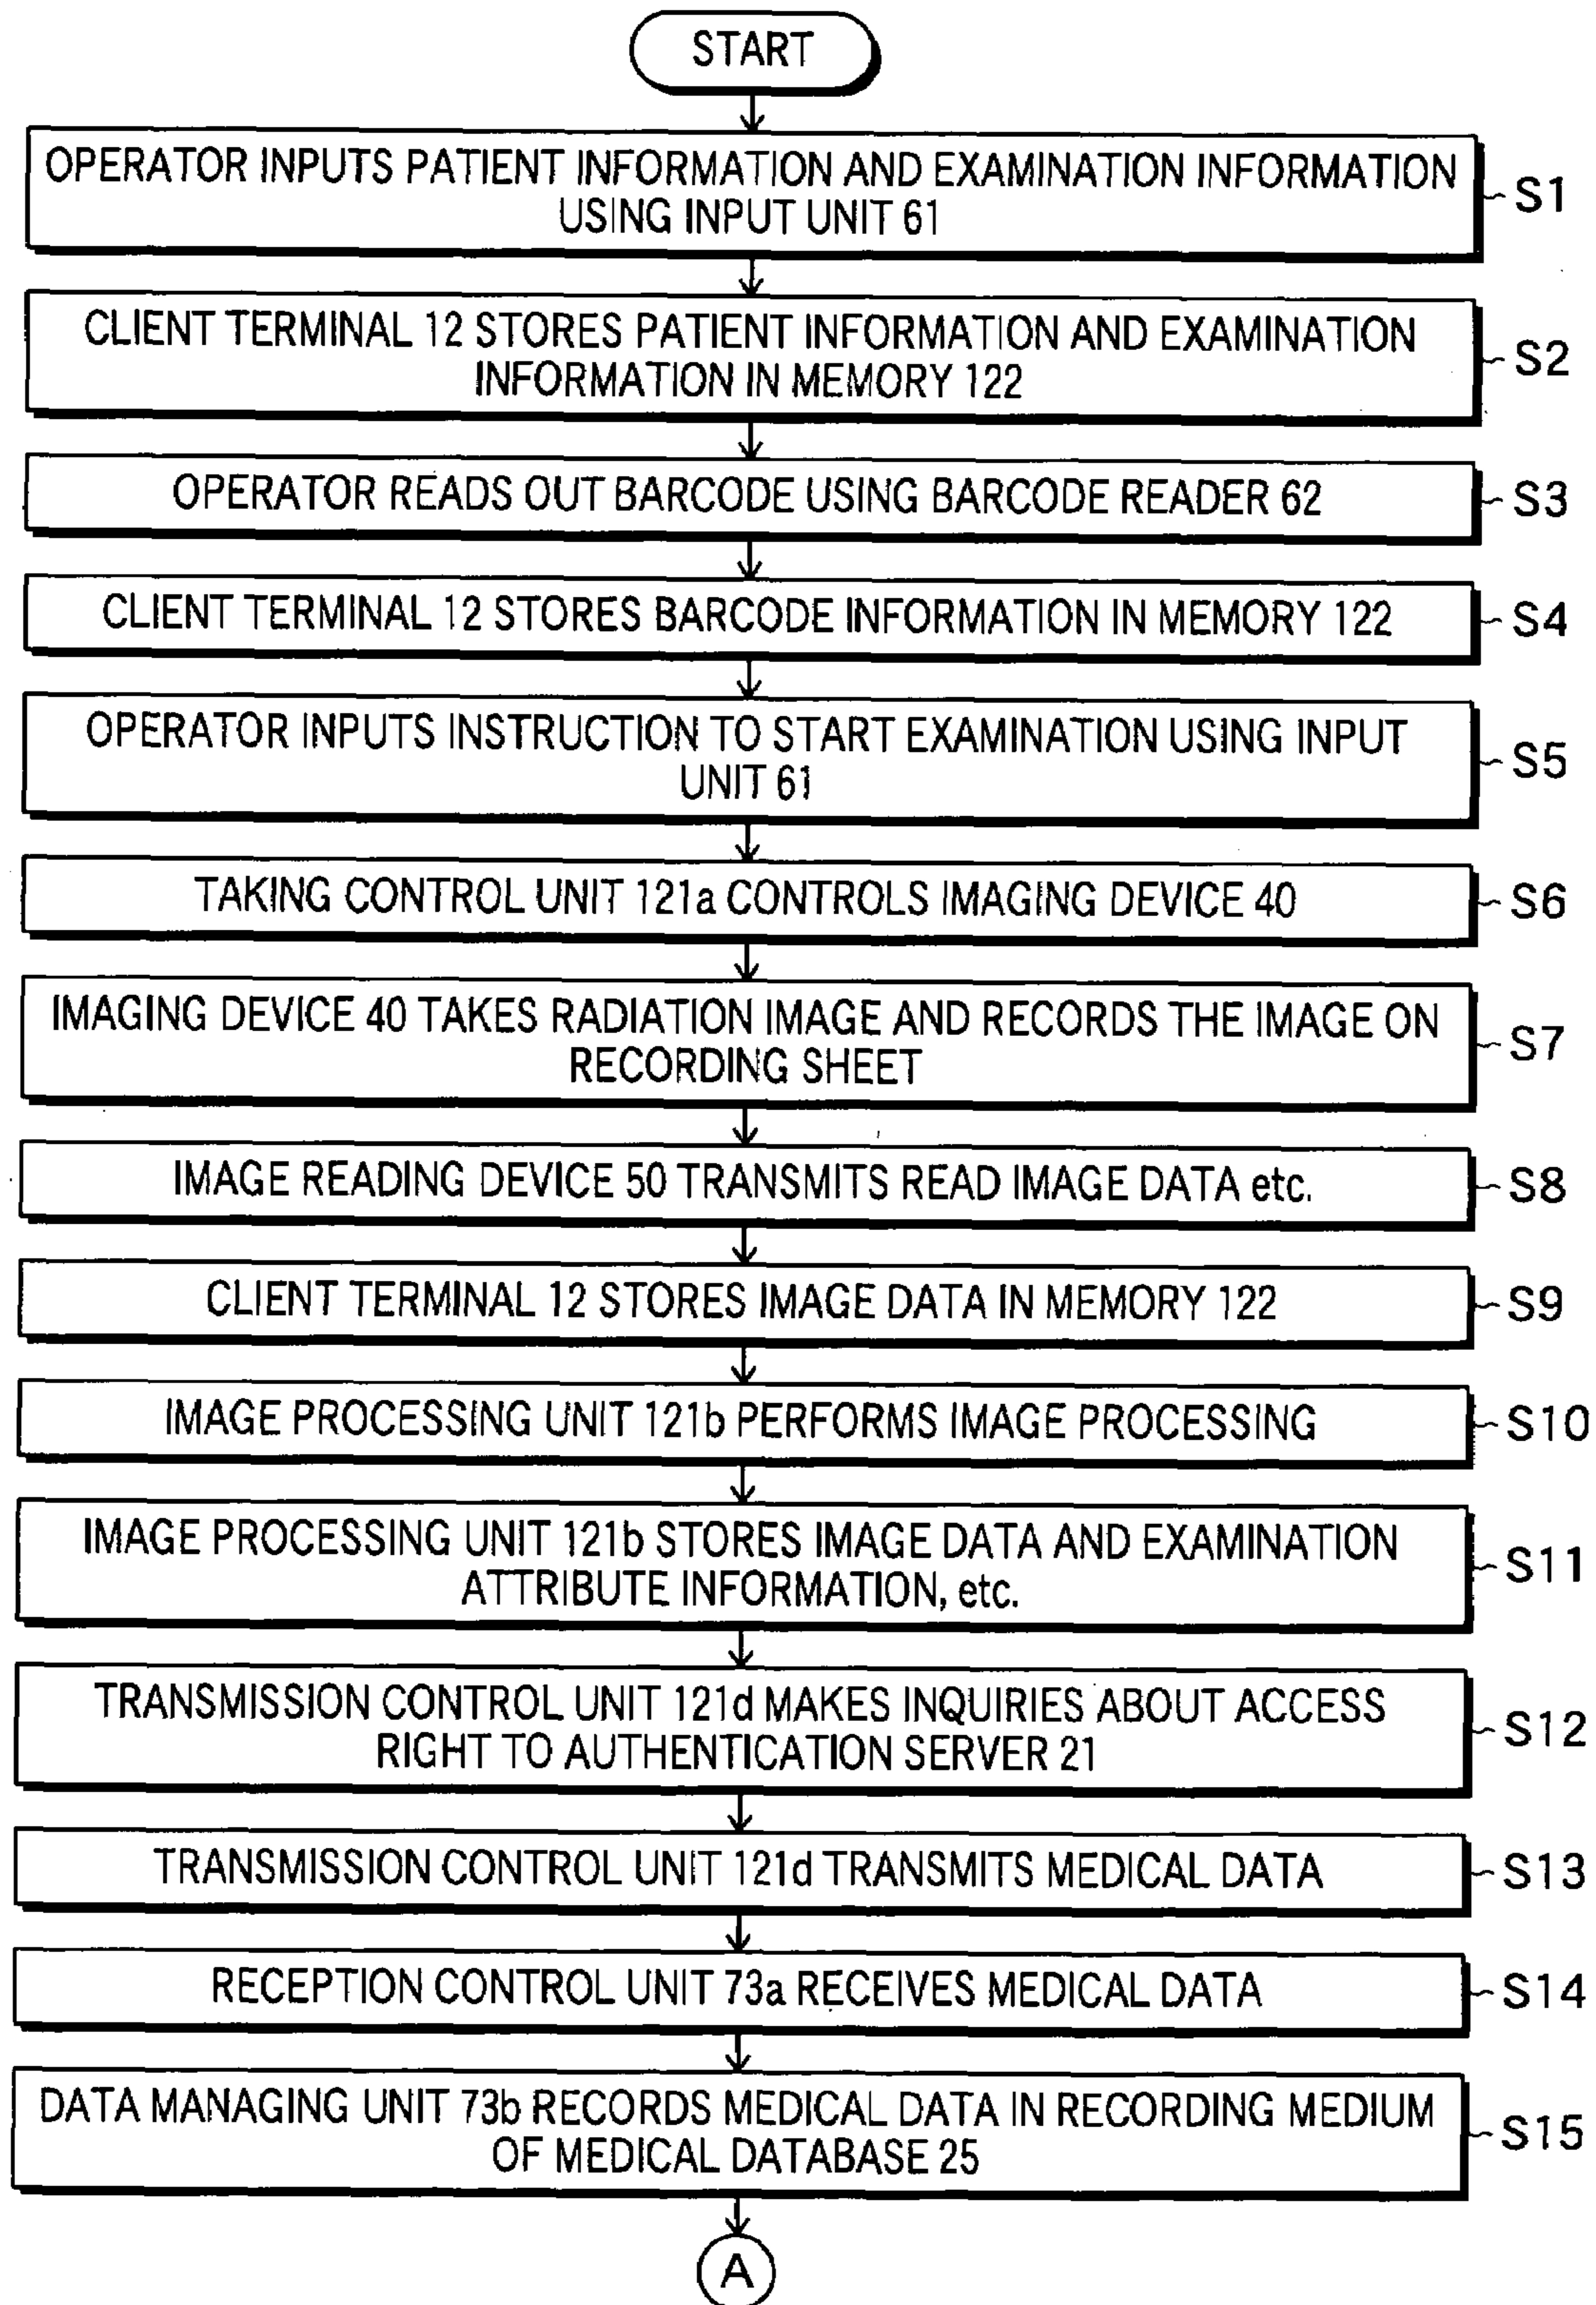 START
OPERATOR INPUTS PATIENT INFORMATION AND EXAMINATION INFORMATION
USING INPUT UNIT 61
S1
CLIENT TERMINAL 12 STORES PATIENT INFORMATION AND EXAMINATION
INFORMATION IN MEMORY 122
S2
OPERATOR READS OUT BARCODE USING BARCODE READER 62
S3
CLIENT TERMINAL 12 STORES BARCODE INFORMATION IN MEMORY 122
S4
OPERATOR INPUTS INSTRUCTION TO START EXAMINATION USING INPUT
UNIT 61
S5
TAKING CONTROL UNIT 121a CONTROLS IMAGING DEVICE 40
S6
IMAGING DEVICE 40 TAKES RADIATION IMAGE AND RECORDS THE IMAGE ON
RECORDING SHEET
S7
IMAGE READING DEVICE 50 TRANSMITS READ IMAGE DATA etc.
S8
CLIENT TERMINAL 12 STORES IMAGE DATA IN MEMORY 122
S9
IMAGE PROCESSING UNIT 121b PERFORMS IMAGE PROCESSING
S10
IMAGE PROCESSING UNIT 121b STORES IMAGE DATA AND EXAMINATION
ATTRIBUTE INFORMATION, etc.
S11
TRANSMISSION CONTROL UNIT 121d MAKES INQUIRIES ABOUT ACCESS
RIGHT TO AUTHENTICATION SERVER 21
S12
TRANSMISSION CONTROL UNIT 121d TRANSMITS MEDICAL DATA
S13
RECEPTION CONTROL UNIT 73a RECEIVES MEDICAL DATA
S14
DATA MANAGING UNIT 73b RECORDS MEDICAL DATA IN RECORDING MEDIUM
OF MEDICAL DATABASE 25
S15
A